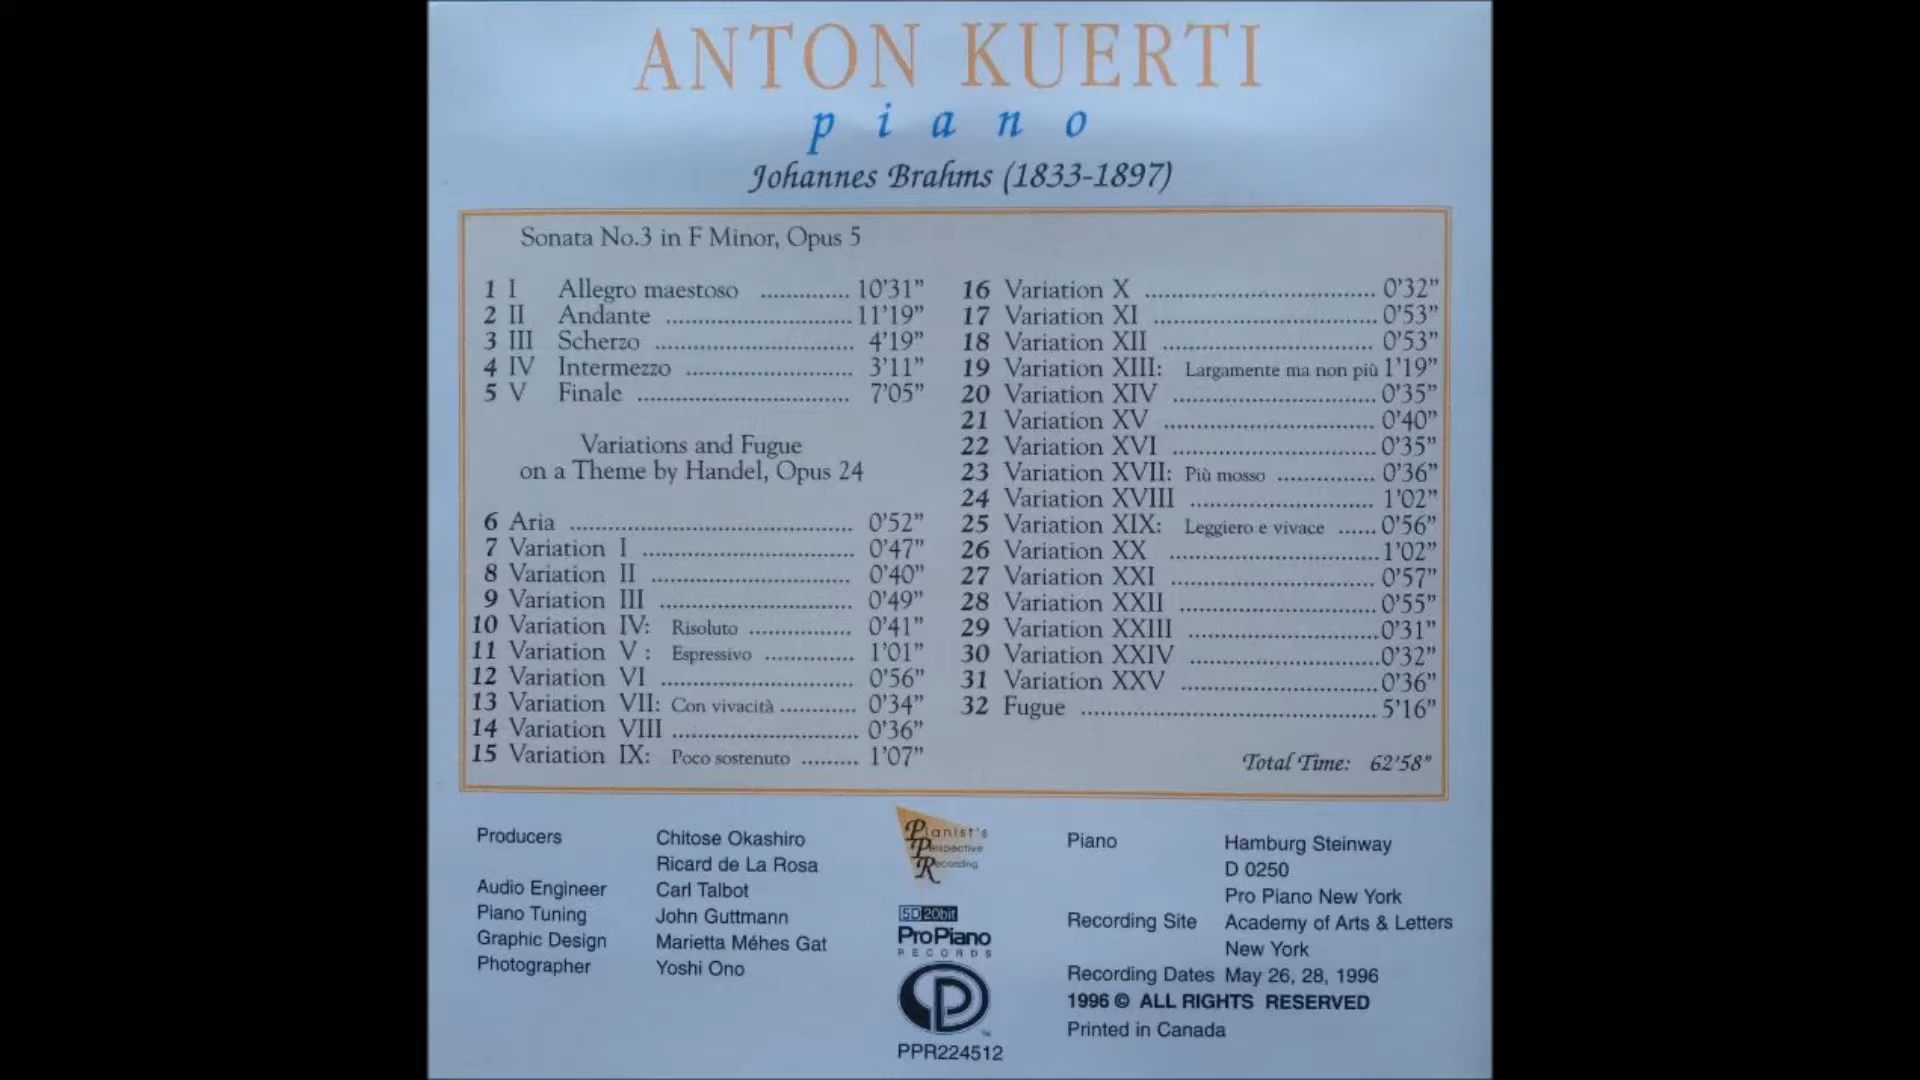 ANTON KUERTI
piano
Johannes Brahms (1833-1897)
Sonata No.3 in F Minor, Opus 5
1 I Allegro maestoso .............. 10'31"
2 II Andante ............................. 11'19"
3 III Scherzo ............................... 4'19"
4 IV Intermezzo .......................... 3'11"
5 V Finale ................................. 7'05"
Variations and Fugue
on a Theme by Handel, Opus 24
6 Aria ............................................ 0'52"
7 Variation I ................................. 0'47"
8 Variation II ............................... 0'40"
9 Variation III .............................. 0'49"
10 Variation IV: Risoluto ................ 0'41"
11 Variation V : Espressivo .............. 1'01"
12 Variation VI .............................. 0'56"
13 Variation VII: Con vivacità ............ 0'34"
14 Variation VIII ............................. 0'36"
15 Variation IX: Poco sostenuto ......... 1'07"
16 Variation X .................................... 0'32"
17 Variation XI ................................... 0'53"
18 Variation XII ................................. 0'53"
19 Variation XIII: Largamente ma non più 1'19"
20 Variation XIV ................................ 0'35"
21 Variation XV ................................. 0'40"
22 Variation XVI ................................ 0'35"
23 Variation XVII: Più mosso ............... 0'36"
24 Variation XVIII ............................. 1'02"
25 Variation XIX: Leggiero e vivace ...... 0'56"
26 Variation XX ................................. 1'02"
27 Variation XXI ................................ 0'57"
28 Variation XXII ............................... 0'55"
29 Variation XXIII .............................. 0'31"
30 Variation XXIV .............................. 0'32"
31 Variation XXV ............................... 0'36"
32 Fugue .............................................. 5'16"
Total Time: 62'58"
Producers Chitose Okashiro
Ricard de La Rosa
Audio Engineer Carl Talbot
Piano Tuning John Guttmann
Graphic Design Marietta Méhes Gat
Photographer Yoshi Ono
Pianist's
Perspective
Recording
5D 20bit
ProPiano
RECORDS
TM
PPR224512
Piano Hamburg Steinway
D 0250
Pro Piano New York
Recording Site Academy of Arts & Letters
New York
Recording Dates May 26, 28, 1996
1996 © ALL RIGHTS RESERVED
Printed in Canada